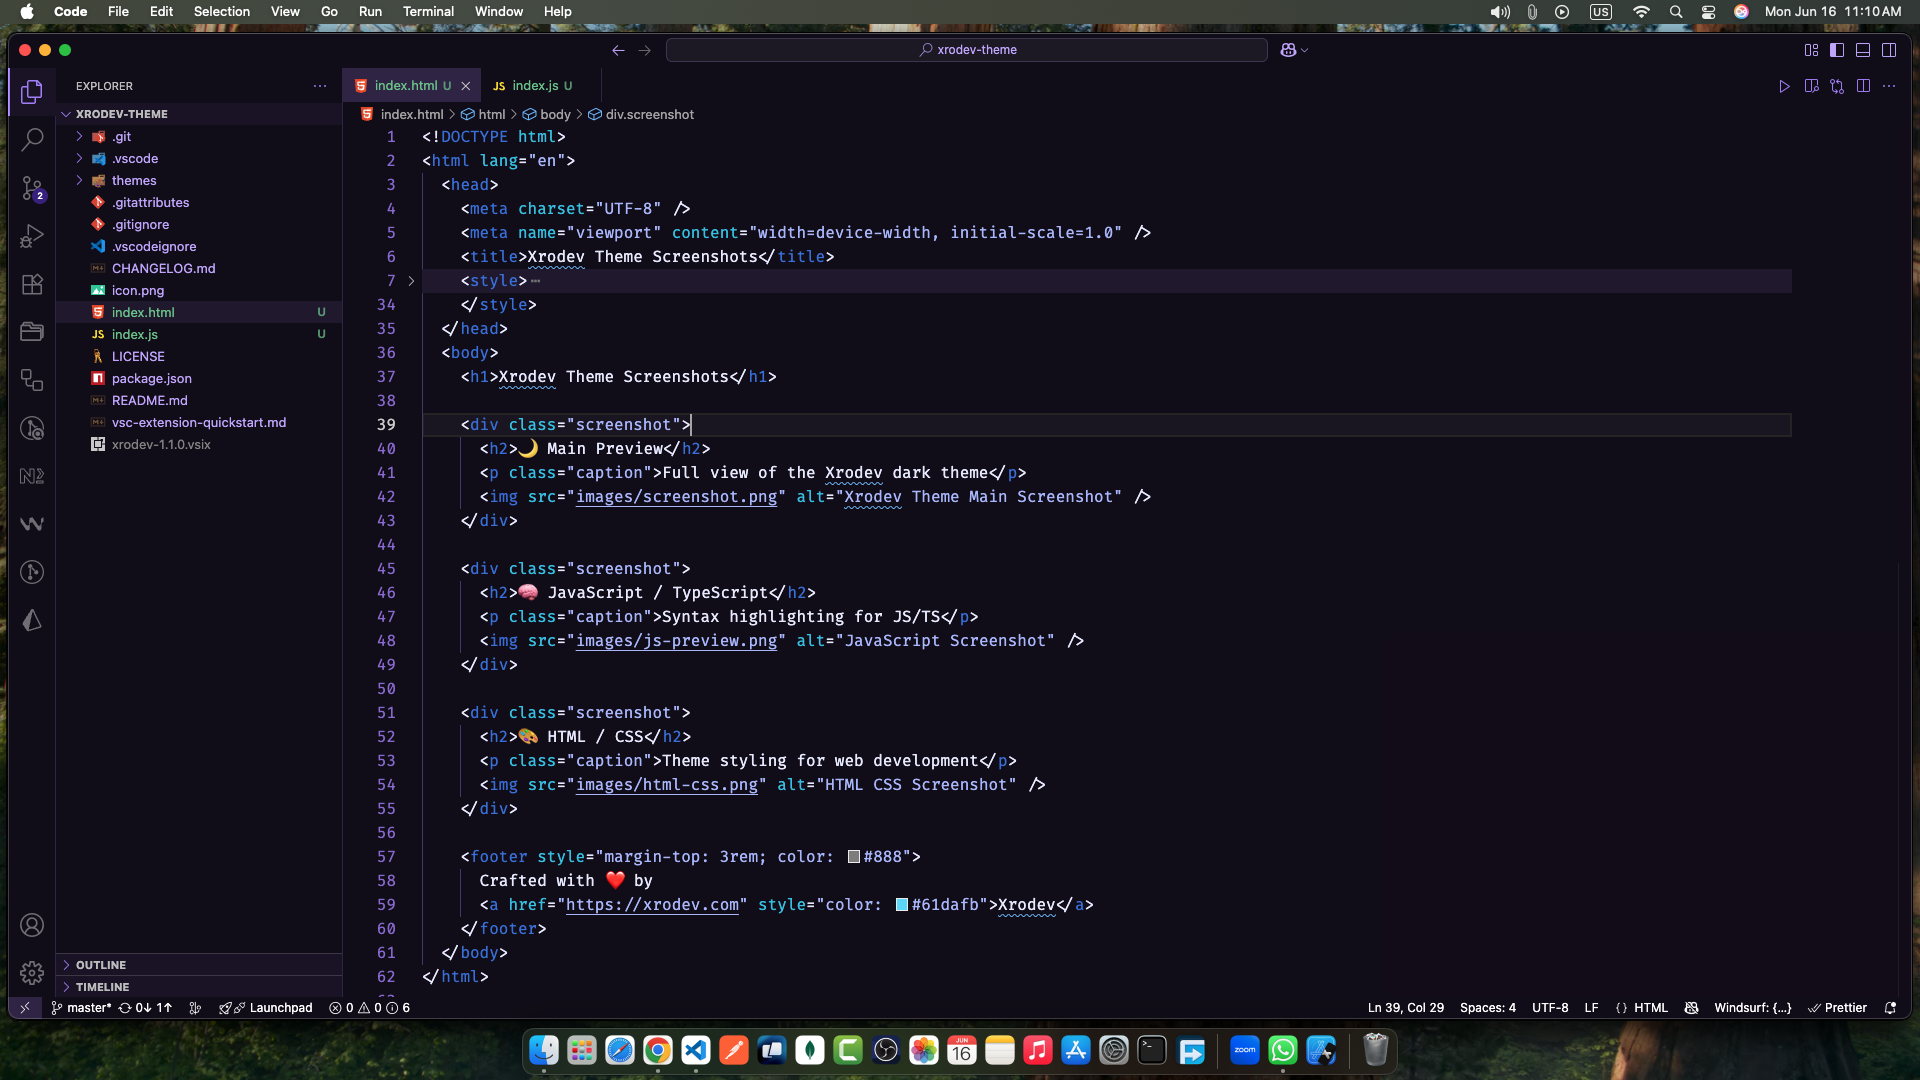 Code File Edit Selection View Go Run Terminal Window Help US Mon Jun 16 11:10 AM
xrodev-theme
EXPLORER
index.html U
JS index.js U
XRODEV-THEME
index.html > html > body > div.screenshot
.git
.vscode
themes
.gitattributes
.gitignore
.vscodeignore
CHANGELOG.md
icon.png
index.html U
JS index.js U
LICENSE
package.json
README.md
vsc-extension-quickstart.md
xrodev-1.1.0.vsix
OUTLINE
TIMELINE
2
1 <!DOCTYPE html>
2 <html lang="en">
3 <head>
4 <meta charset="UTF-8" />
5 <meta name="viewport" content="width=device-width, initial-scale=1.0" />
6 <title>Xrodev Theme Screenshots</title>
7 <style>⋯
34 </style>
35 </head>
36 <body>
37 <h1>Xrodev Theme Screenshots</h1>
38
39 <div class="screenshot">
40 <h2>🌙 Main Preview</h2>
41 <p class="caption">Full view of the Xrodev dark theme</p>
42 <img src="images/screenshot.png" alt="Xrodev Theme Main Screenshot" />
43 </div>
44
45 <div class="screenshot">
46 <h2>🧠 JavaScript / TypeScript</h2>
47 <p class="caption">Syntax highlighting for JS/TS</p>
48 <img src="images/js-preview.png" alt="JavaScript Screenshot" />
49 </div>
50
51 <div class="screenshot">
52 <h2>🎨 HTML / CSS</h2>
53 <p class="caption">Theme styling for web development</p>
54 <img src="images/html-css.png" alt="HTML CSS Screenshot" />
55 </div>
56
57 <footer style="margin-top: 3rem; color: #888">
58 Crafted with ❤️ by
59 <a href="https://xrodev.com" style="color: #61dafb">Xrodev</a>
60 </footer>
61 </body>
62 </html>
master* 0↓ 1↑ Launchpad 0 0 6 Ln 39, Col 29 Spaces: 4 UTF-8 LF {} HTML Windsurf: {...} Prettier
JUN
16
zoom